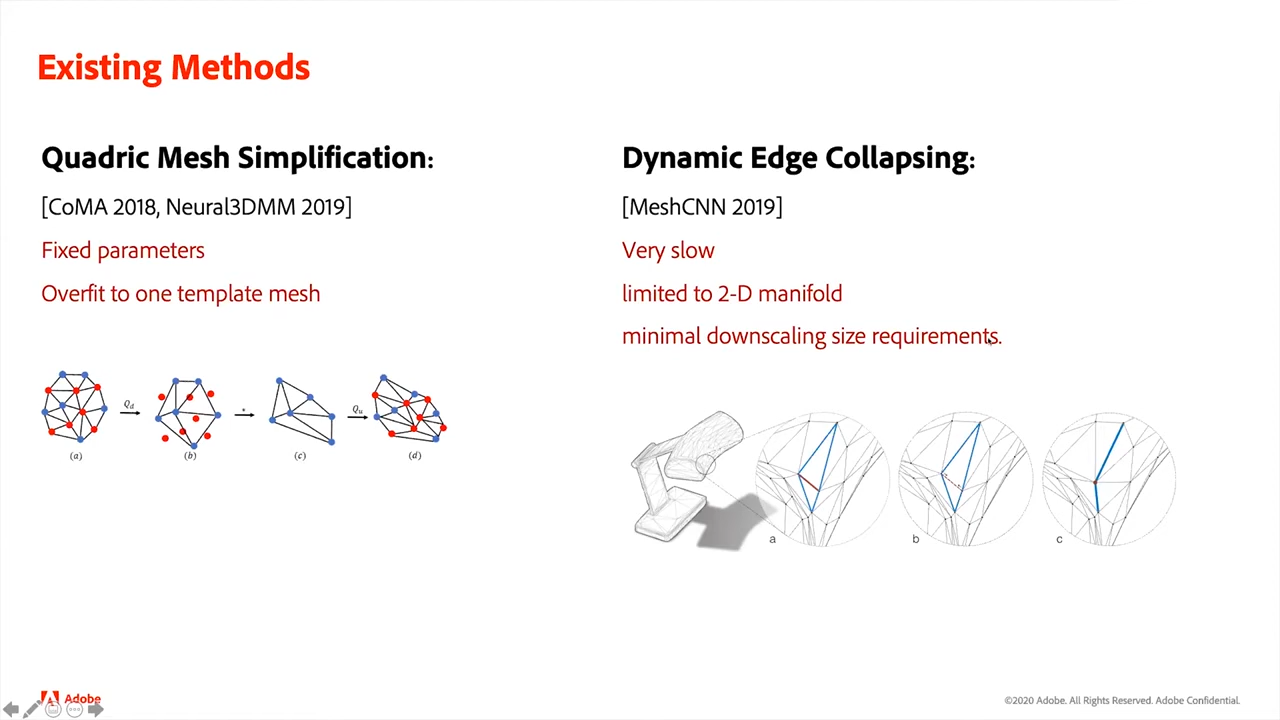 Existing Methods
Quadric Mesh Simplification:
[CoMA 2018, Neural3DMM 2019]
Fixed parameters
Overfit to one template mesh
Q_d
*
Q_u
(a)
(b)
(c)
(d)
Dynamic Edge Collapsing:
[MeshCNN 2019]
Very slow
limited to 2-D manifold
minimal downscaling size requirements.
a
b
c
Adobe
©2020 Adobe. All Rights Reserved. Adobe Confidential.